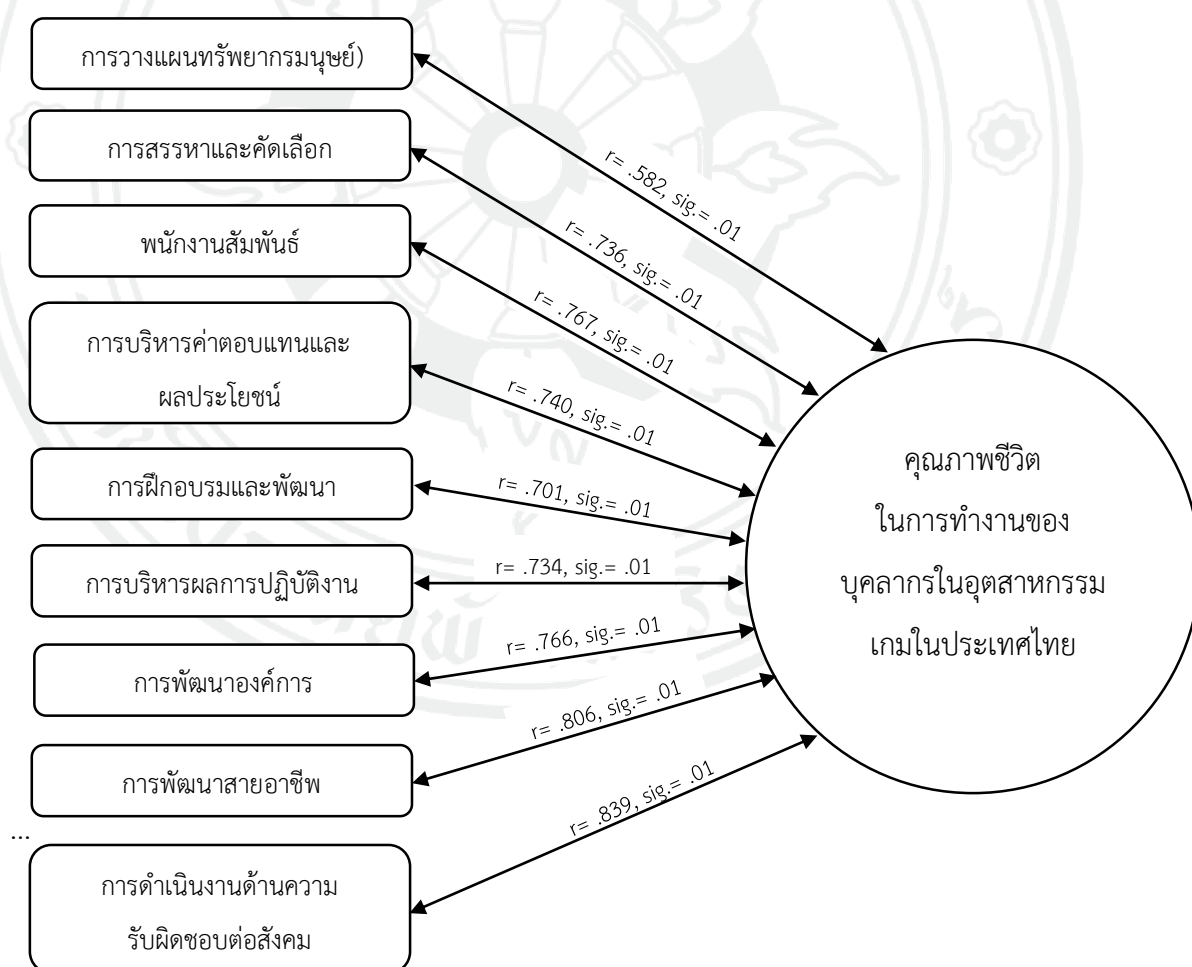 การวางแผนทรัพยากรมนุษย์)
r= .582, sig.= .01
การสรรหาและคัดเลือก
r= .736, sig.= .01
พนักงานสัมพันธ์
r= .767, sig.= .01
การบริหารค่าตอบแทนและ
ผลประโยชน์
r= .740, sig.= .01
การฝึกอบรมและพัฒนา
r= .701, sig.= .01
การบริหารผลการปฏิบัติงาน
r= .734, sig.= .01
การพัฒนาองค์การ
r= .766, sig.= .01
การพัฒนาสายอาชีพ
r= .806, sig.= .01
...
การดำเนินงานด้านความ
รับผิดชอบต่อสังคม
r= .839, sig.= .01
คุณภาพชีวิต
ในการทำงานของ
บุคลากรในอุตสาหกรรม
เกมในประเทศไทย